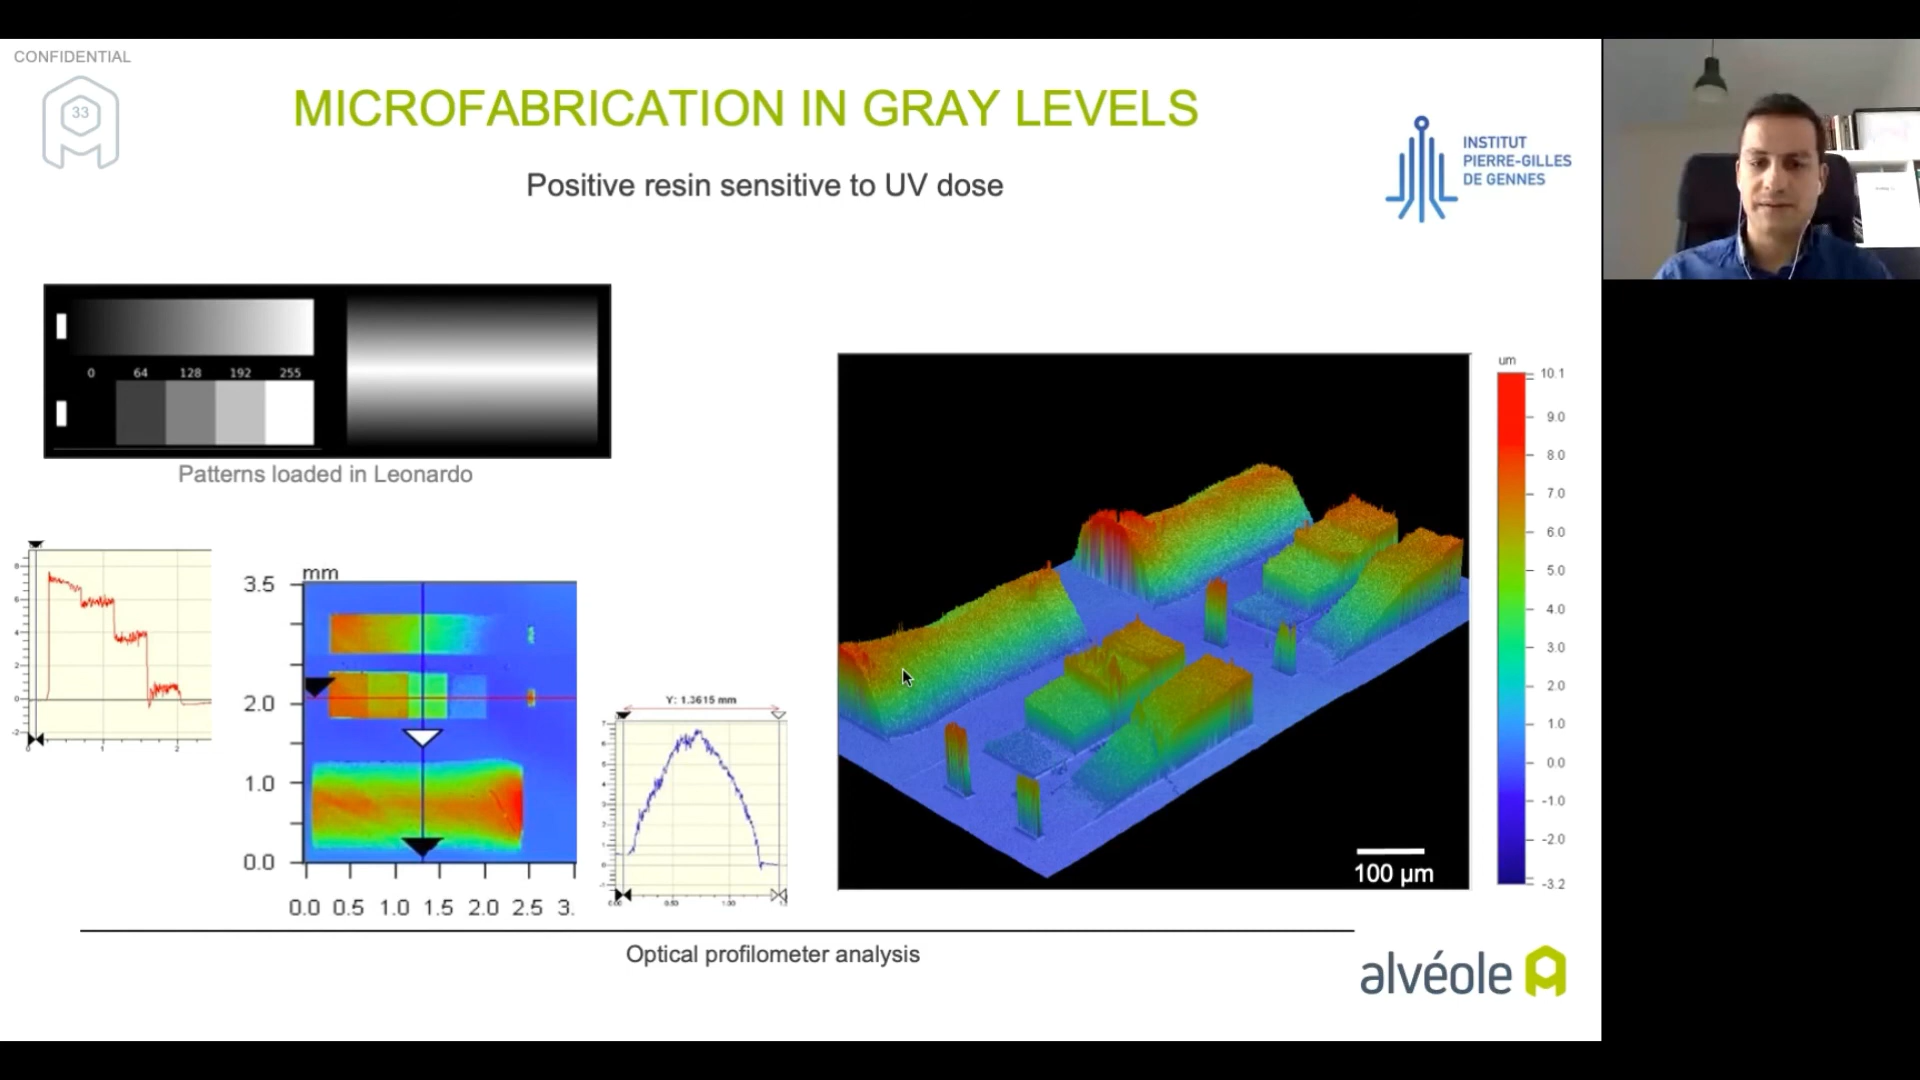 CONFIDENTIAL
33
MICROFABRICATION IN GRAY LEVELS
Positive resin sensitive to UV dose
INSTITUT
PIERRE-GILLES
DE GENNES
0 64 128 192 255
Patterns loaded in Leonardo
mm
3.5
2.0
1.0
0.0
0.0 0.5 1.0 1.5 2.0 2.5 3.
Y: 1.3615 mm
um
10.1
9.0
8.0
7.0
6.0
5.0
4.0
3.0
2.0
1.0
0.0
-1.0
-2.0
-3.2
100 µm
Optical profilometer analysis
alvéole